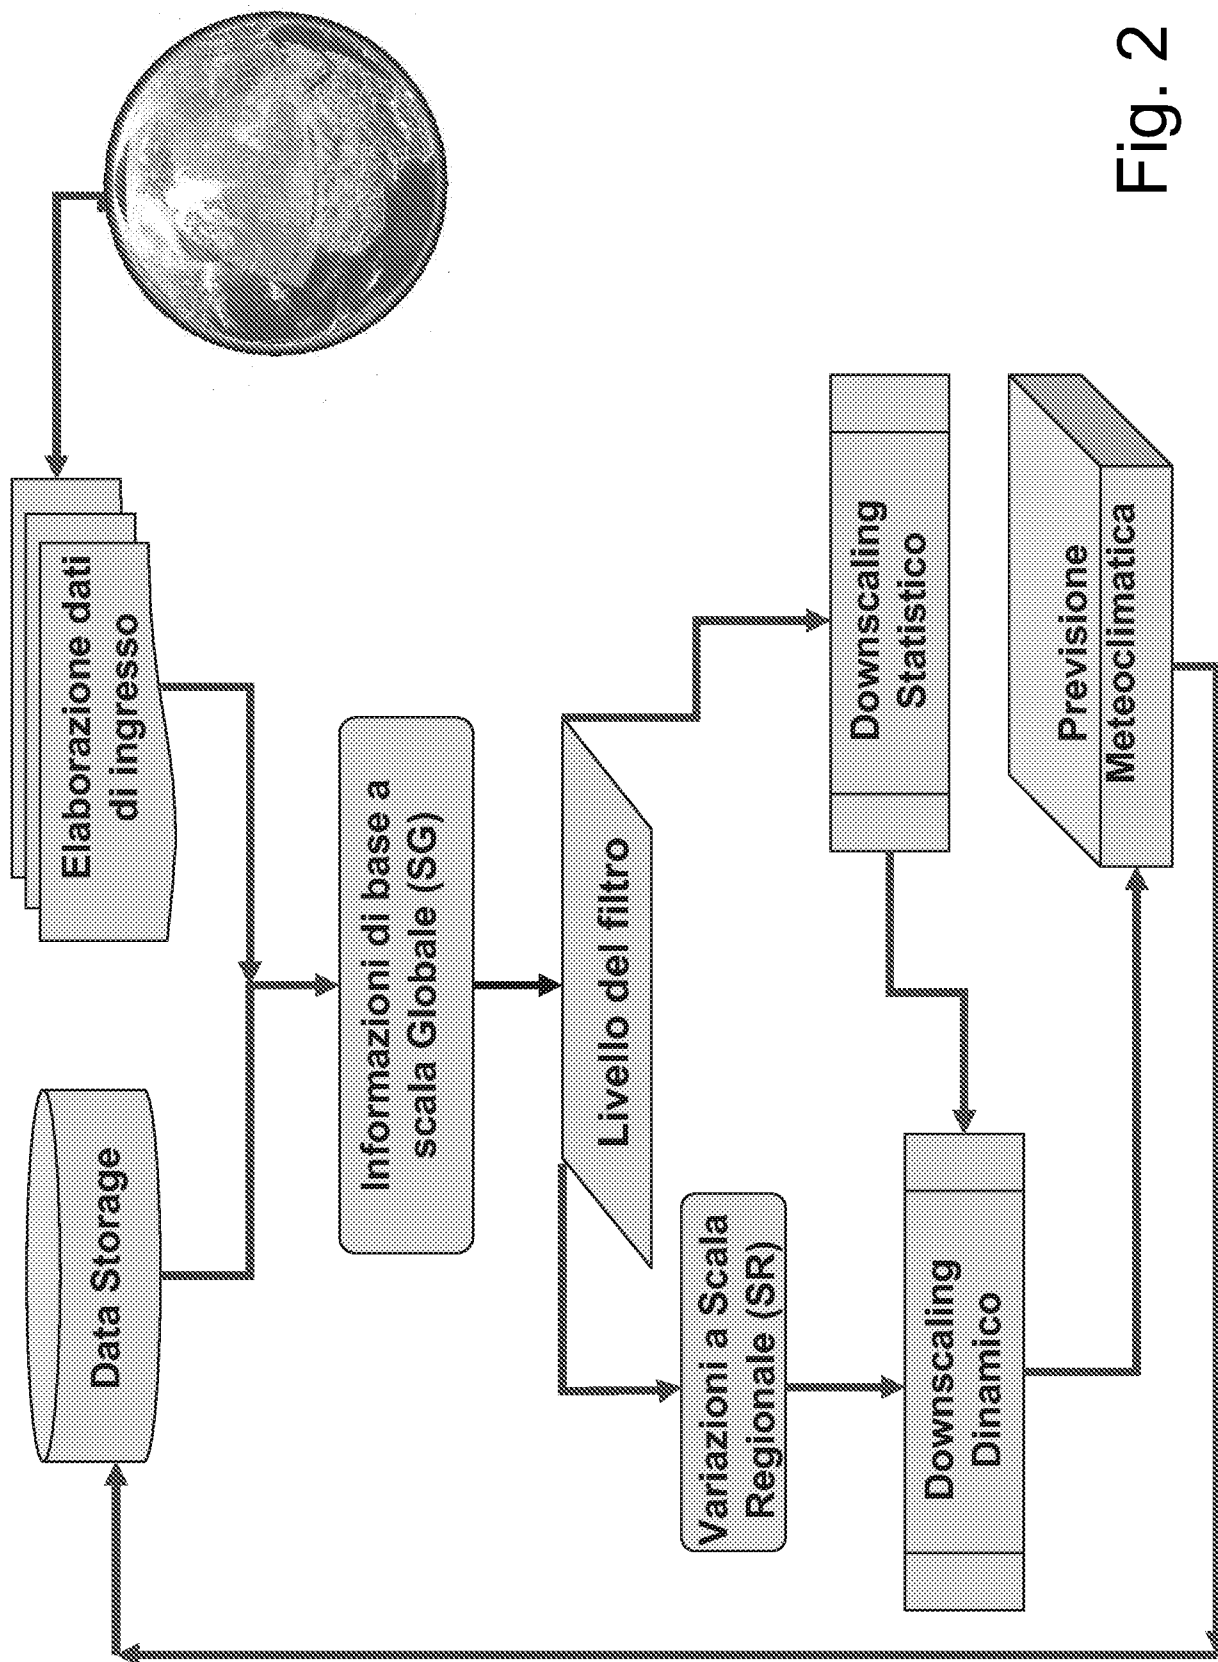 Data Storage
Elaborazione dati
di ingresso
Informazioni di base a
scala Globale (SG)
Livello del filtro
Variazioni a Scala
Regionale (SR)
Downscaling
Statistico
Downscaling
Dinamico
Previsione
Meteoclimatica
Fig. 2